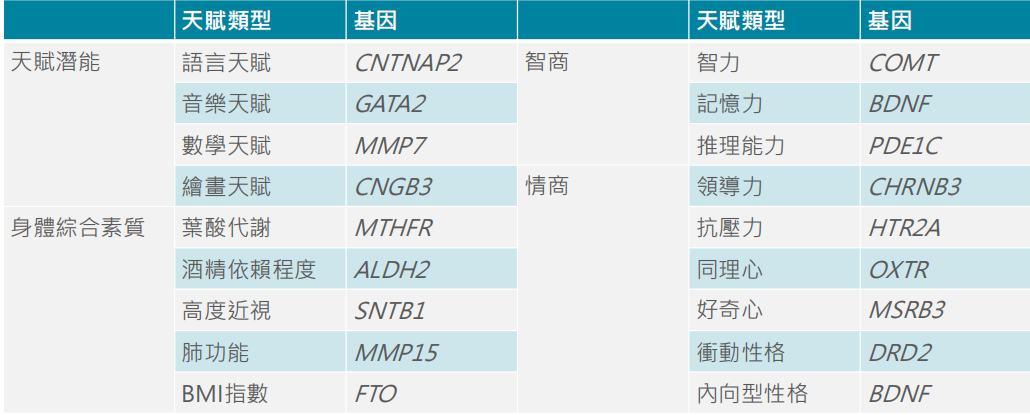 天賦類型 基因 天賦類型 基因
天賦潛能 語言天賦 CNTNAP2 智商 智力 COMT
音樂天賦 GATA2 記憶力 BDNF
數學天賦 MMP7 推理能力 PDE1C
繪畫天賦 CNGB3 情商 領導力 CHRNB3
身體綜合素質 葉酸代謝 MTHFR 抗壓力 HTR2A
酒精依賴程度 ALDH2 同理心 OXTR
高度近視 SNTB1 好奇心 MSRB3
肺功能 MMP15 衝動性格 DRD2
BMI指數 FTO 內向型性格 BDNF